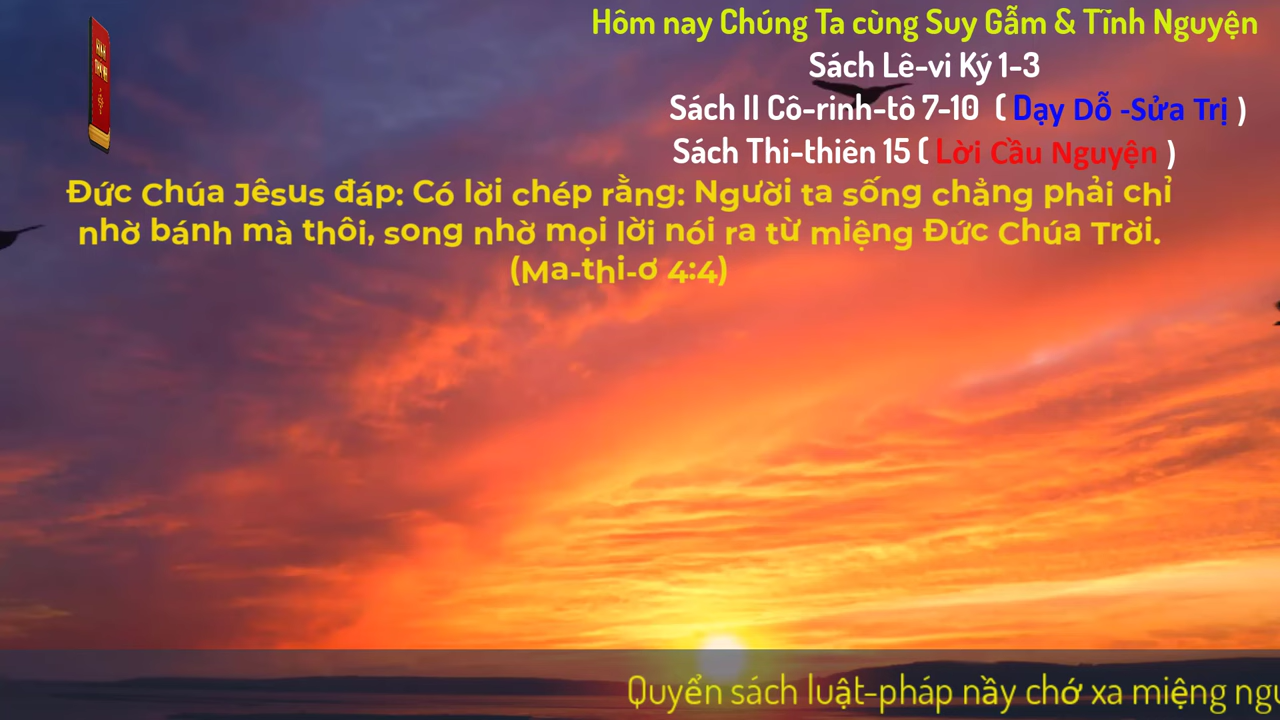 Hôm nay Chúng Ta cùng Suy Gẫm & Tĩnh Nguyện
Sách Lê-vi Ký 1-3
Sách II Cô-rinh-tô 7-10 ( Dạy Dỗ -Sửa Trị )
Sách Thi-thiên 15 ( Lời Cầu Nguyện )
Đức Chúa Jêsus đáp: Có lời chép rằng: Người ta sống chẳng phải chỉ
nhờ bánh mà thôi, song nhờ mọi lời nói ra từ miệng Đức Chúa Trời.
(Ma-thi-ơ 4:4)
Quyển sách luật-pháp nầy chớ xa miệng